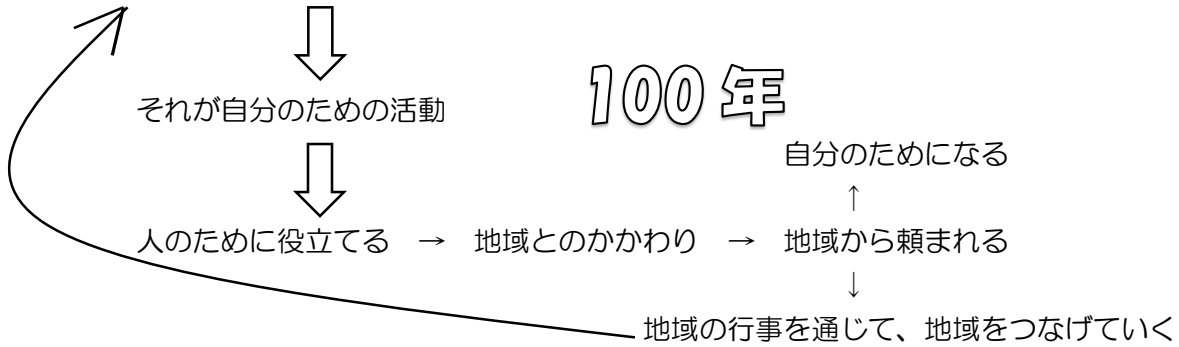 それが自分のための活動
100年
自分のためになる
↑
人のために役立てる → 地域とのかかわり → 地域から頼まれる
↓
地域の行事を通じて、地域をつなげていく